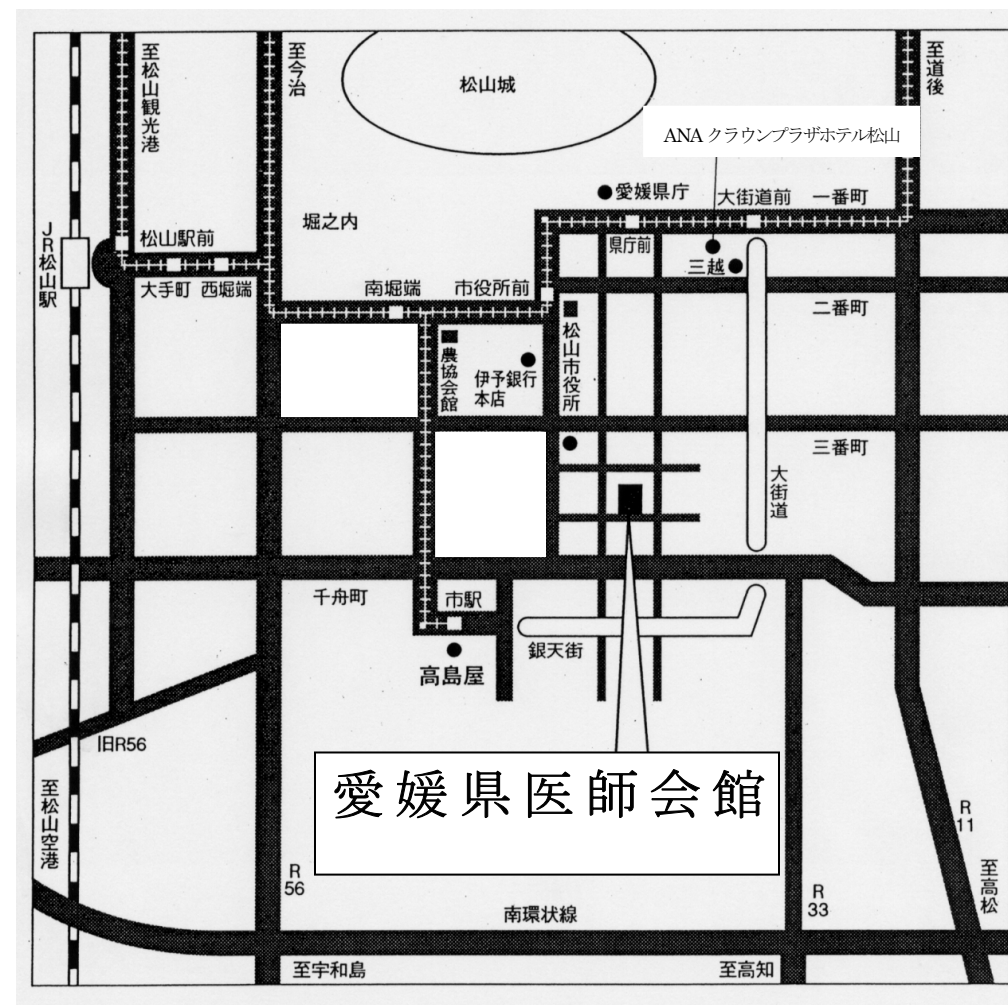 至松山観光港
至今治
松山城
至道後
ANA クラウンプラザホテル松山
愛媛県庁
大街道前
一番町
堀之内
JR松山駅
松山駅前
県庁前
三越
大手町
西堀端
南堀端
市役所前
二番町
農協会館
伊予銀行
本店
松山市役所
三番町
大街道
千舟町
市駅
銀天街
高島屋
旧R56
愛媛県医師会館
至松山空港
R
11
R
56
至高松
R
33
南環状線
至宇和島
至高知